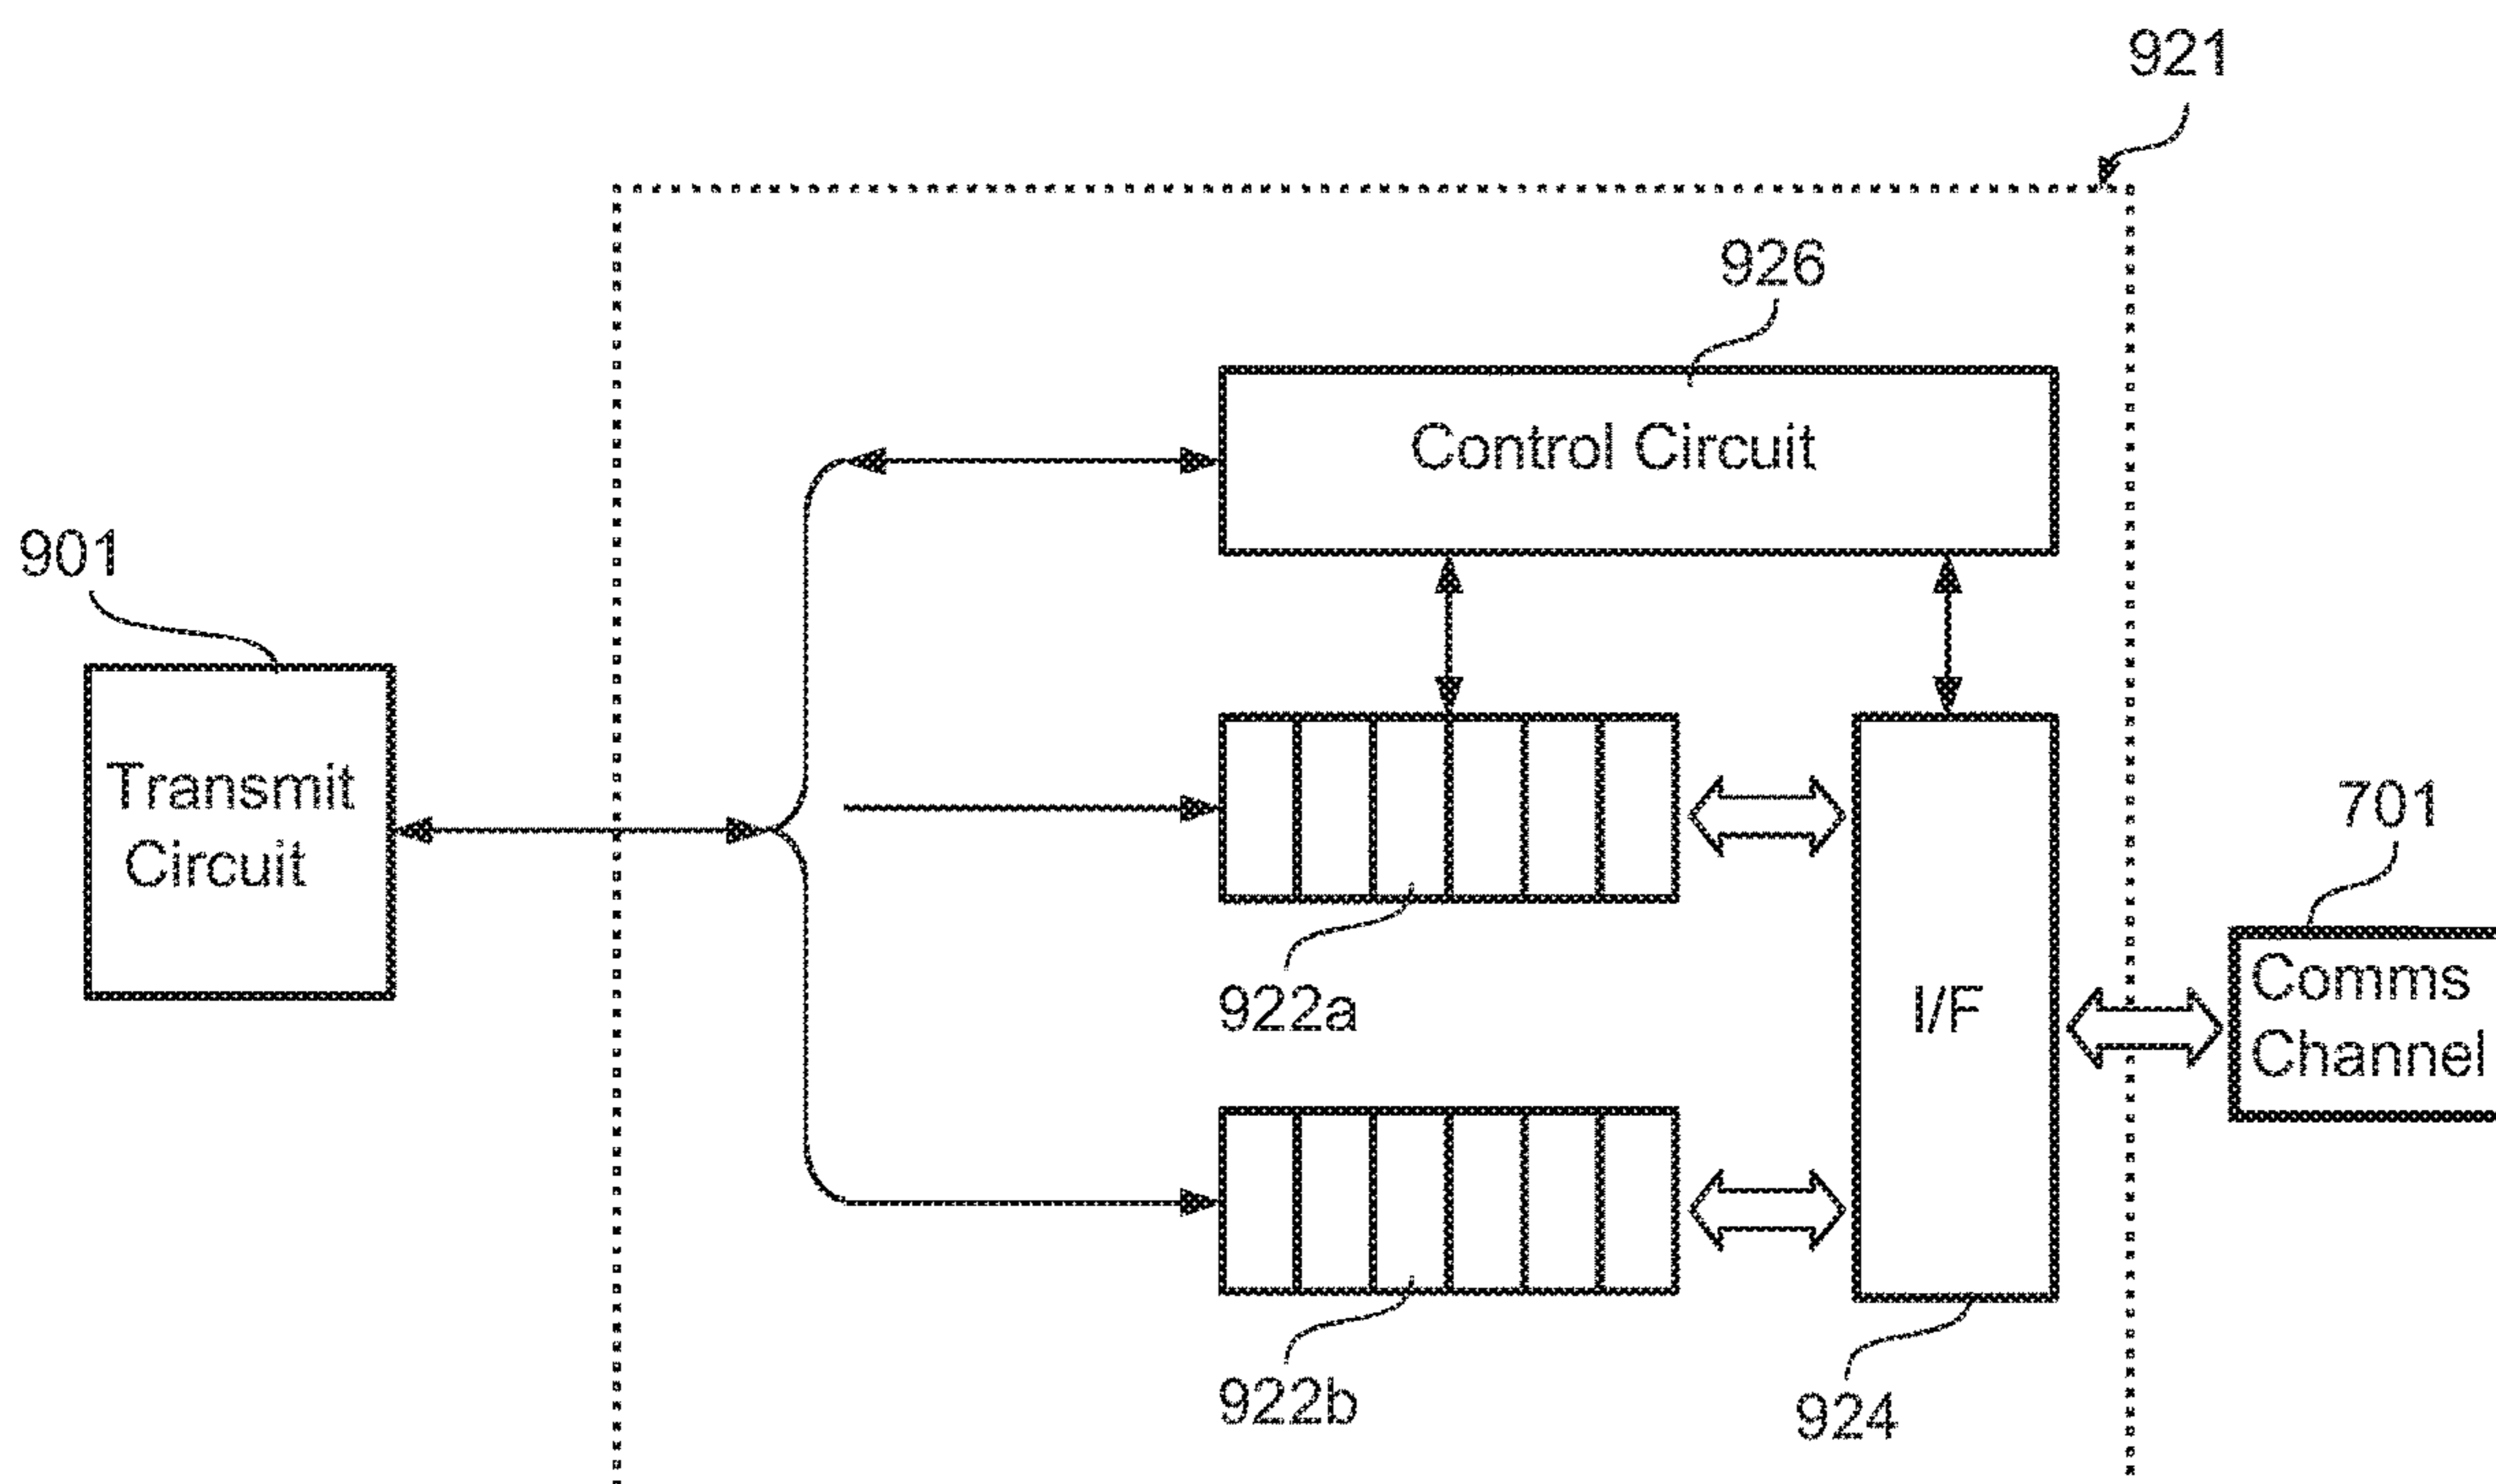 921
926
Control Circuit
901
Transmit
Circuit
701
922a
I/F
Comms
Channel
922b
924